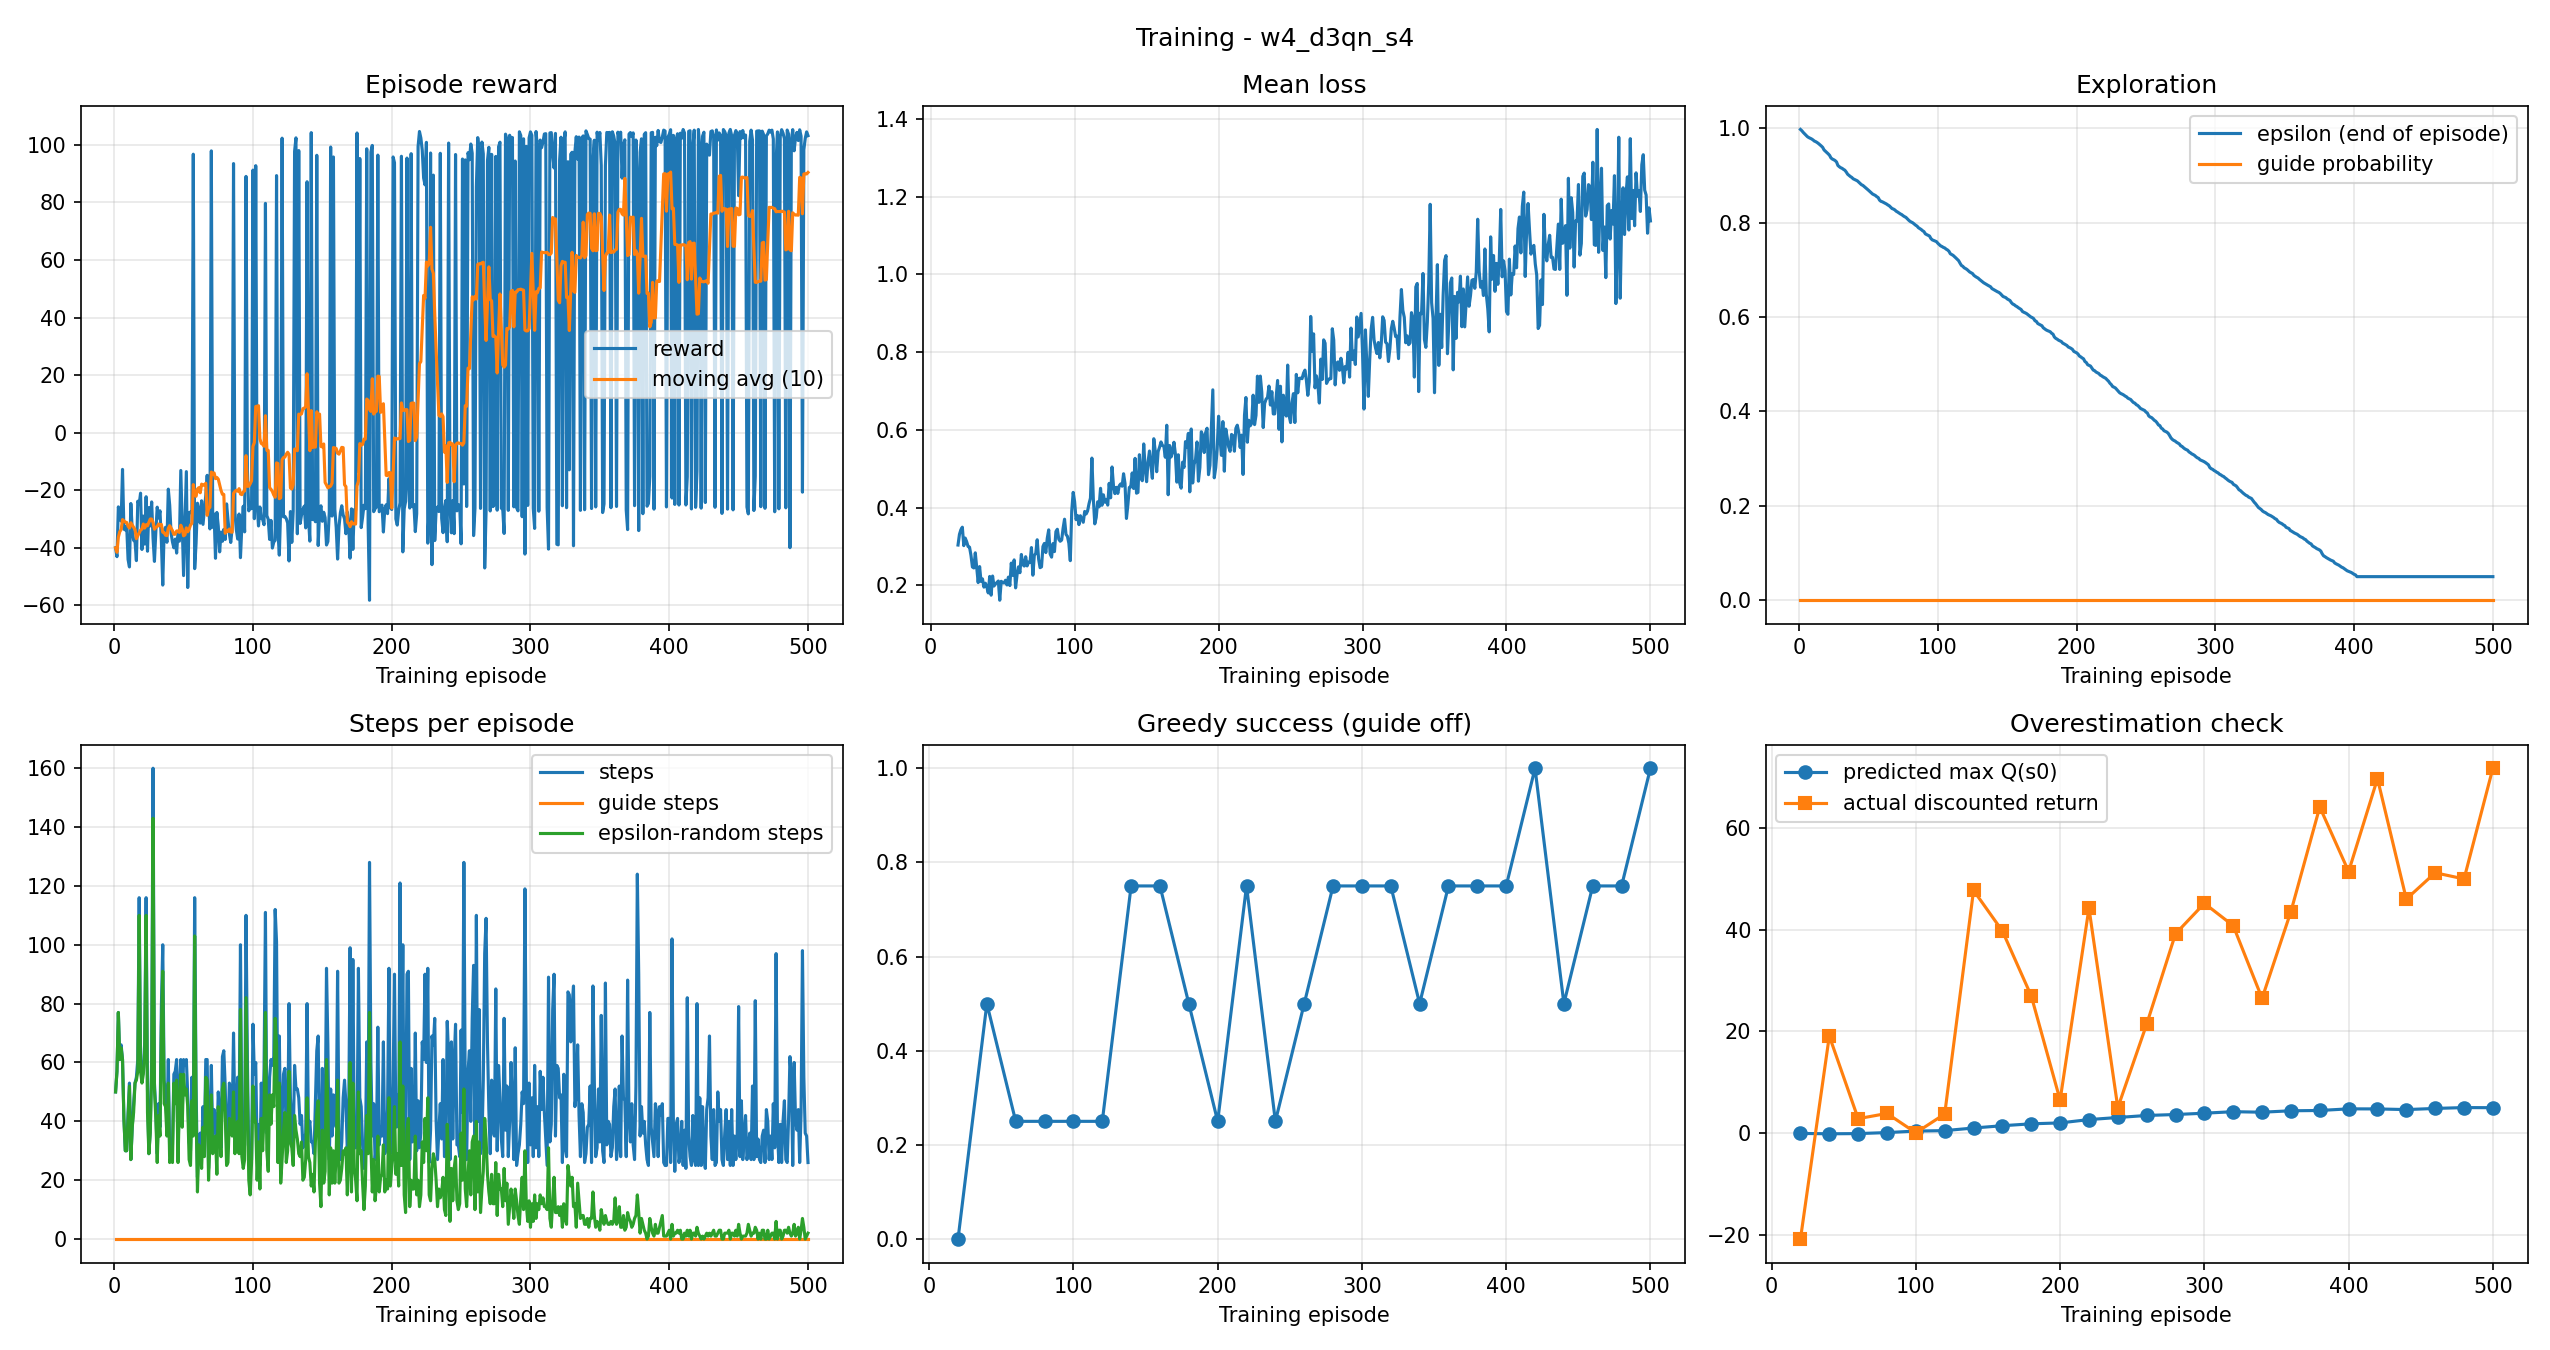 Training - w4_d3qn_s4
Episode reward
100
80
60
40
20
0
−20
−40
−60
reward
moving avg (10)
0 100 200 300 400 500
Training episode
Mean loss
1.4
1.2
1.0
0.8
0.6
0.4
0.2
0 100 200 300 400 500
Training episode
Exploration
1.0
0.8
0.6
0.4
0.2
0.0
epsilon (end of episode)
guide probability
0 100 200 300 400 500
Training episode
Steps per episode
160
140
120
100
80
60
40
20
0
steps
guide steps
epsilon-random steps
0 100 200 300 400 500
Training episode
Greedy success (guide off)
1.0
0.8
0.6
0.4
0.2
0.0
0 100 200 300 400 500
Training episode
Overestimation check
60
40
20
0
−20
predicted max Q(s0)
actual discounted return
0 100 200 300 400 500
Training episode